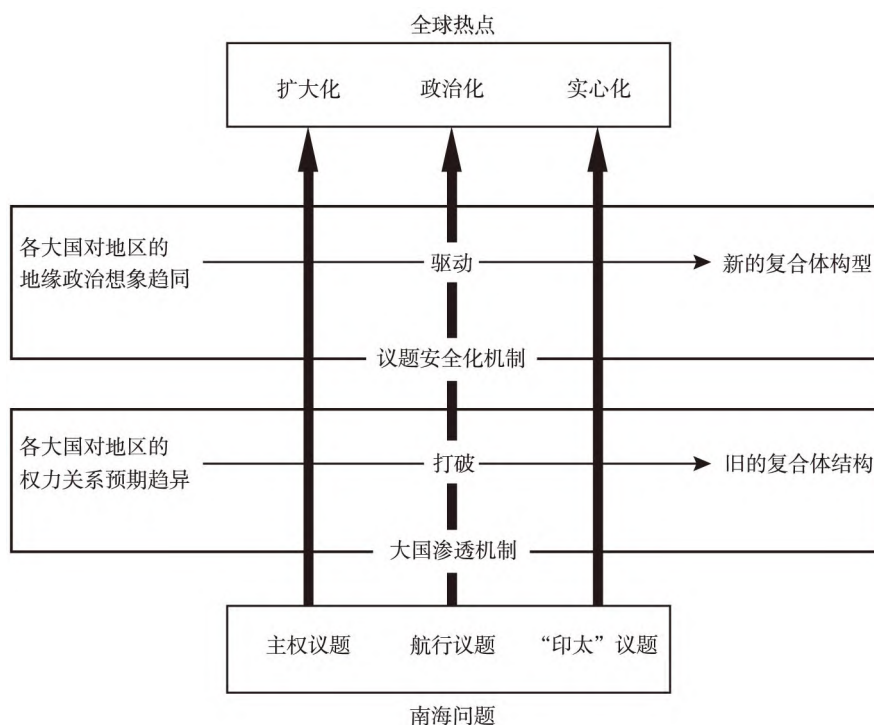 全球热点
扩大化 政治化 实心化
各大国对地区的
地缘政治想象趋同
驱动
新的复合体构型
议题安全化机制
各大国对地区的
权力关系预期趋异
打破
旧的复合体结构
大国渗透机制
主权议题 航行议题 “印太”议题
南海问题